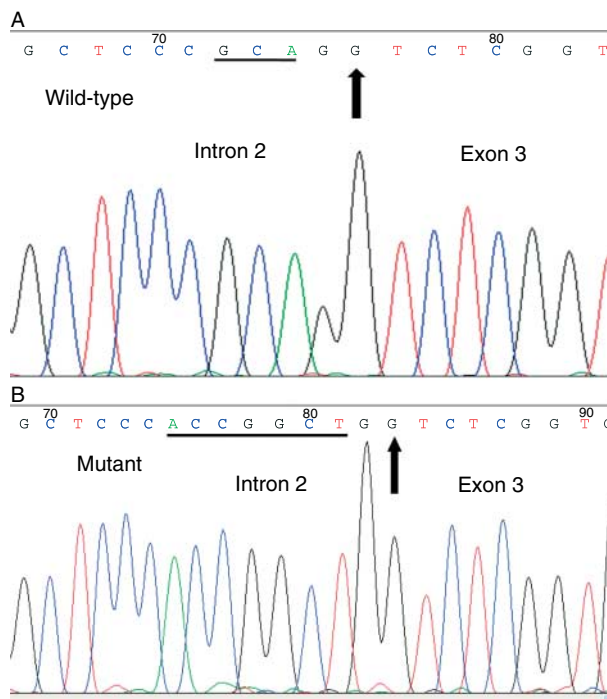 A
70 80
G C T C C C G C A G G T C T C G G T
Wild-type
Intron 2 Exon 3
B
70 80 90
G C T C C C A C C G G C T G G T C T C G G T G
Mutant
Intron 2 Exon 3